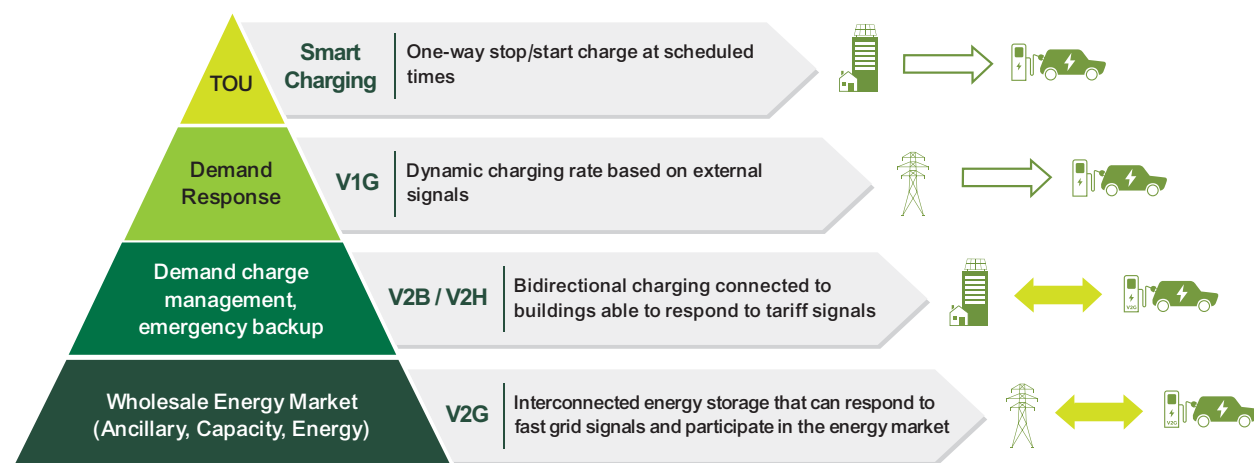 TOU
Smart
Charging
One-way stop/start charge at scheduled
times
Demand
Response
V1G
Dynamic charging rate based on external
signals
Demand charge
management,
emergency backup
V2B / V2H
Bidirectional charging connected to
buildings able to respond to tariff signals
V2G
Wholesale Energy Market
(Ancillary, Capacity, Energy)
V2G
Interconnected energy storage that can respond to
fast grid signals and participate in the energy market
V2G